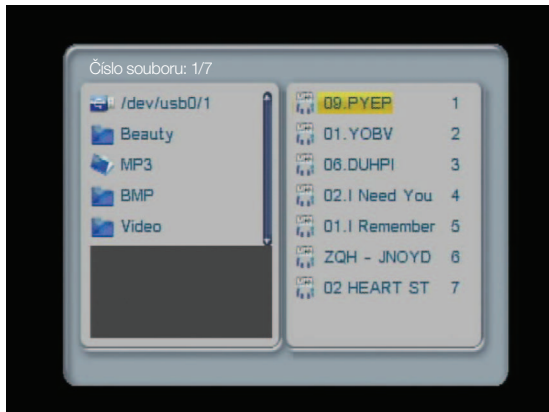 Číslo souboru: 1/7
/dev/usb0/1
Beauty
MP3
BMP
Video
09.PYEP 1
01.YOBV 2
06.DUHPI 3
02.I Need You 4
01.I Remember 5
ZQH - JNOYD 6
02 HEART ST 7